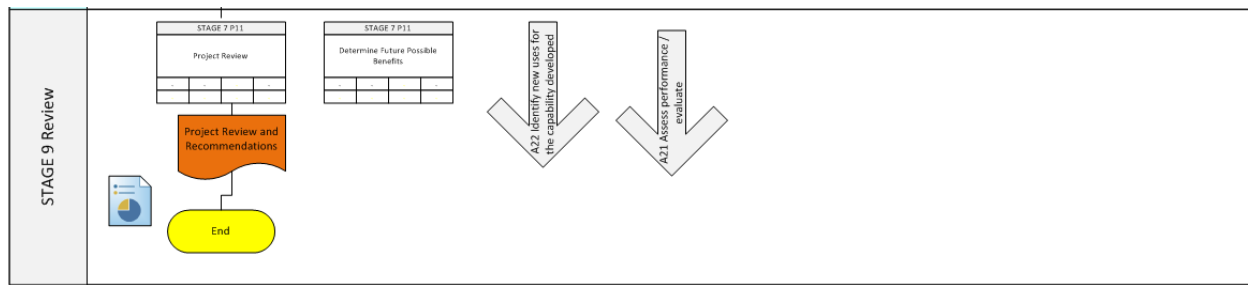 STAGE 9 Review
STAGE 7 P11
Project Review
- - - -
Project Review and
Recommendations
End
STAGE 7 P11
Determine Future Possible
Benefits
- - - -
A22 Identify new uses for
the capability developed
A21 Assess performance /
evaluate